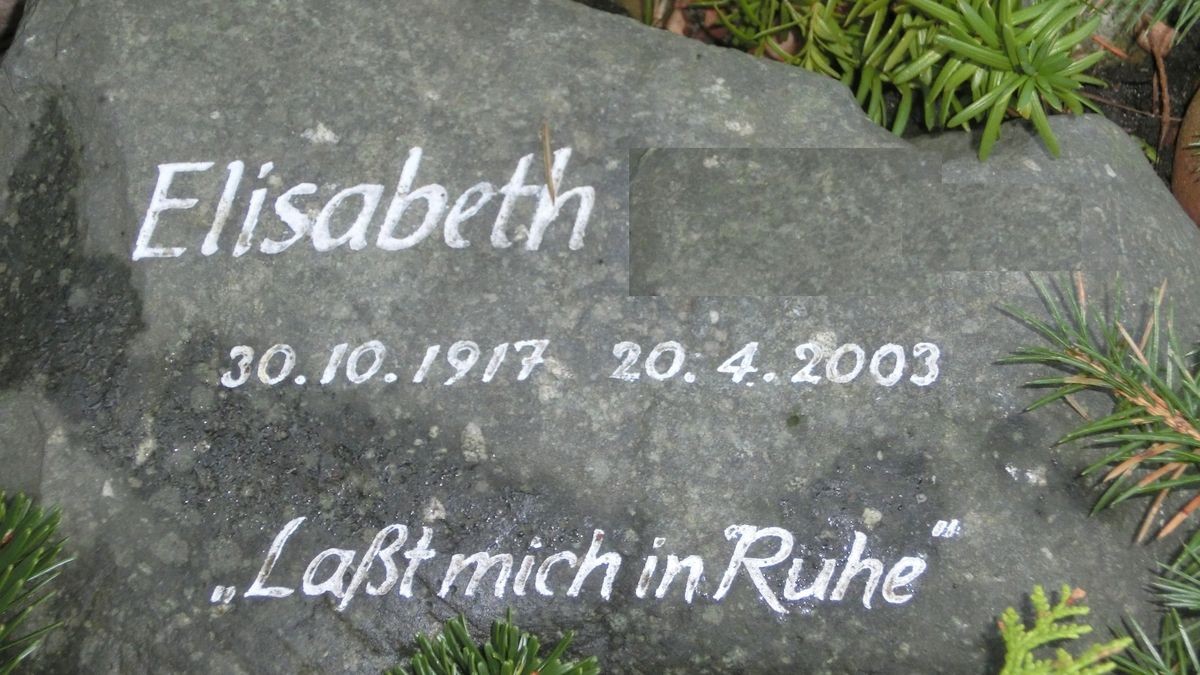 Elisabeth
30.10.1917 20.4.2003
„Laßt mich in Ruhe“